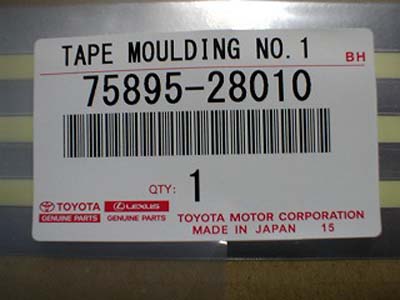 TAPE MOULDING NO. 1
BH
75895-28010
QTY: 1
TOYOTA LEXUS
GENUINE PARTS GENUINE PARTS
TOYOTA MOTOR CORPORATION
MADE IN JAPAN 15